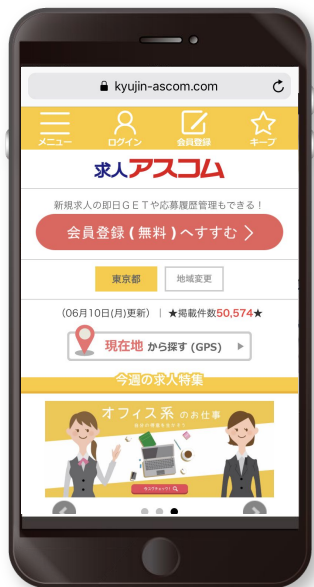 kyujin-ascom.com
メニュー
ログイン
会員登録
キープ
求人アスコム
新規求人の即日GETや応募履歴管理もできる！
会員登録(無料)へすすむ
東京都
地域変更
(06月10日(月)更新) | ★掲載件数50,574★
現在地 から探す (GPS)
今週の求人特集
オフィス系 のお仕事